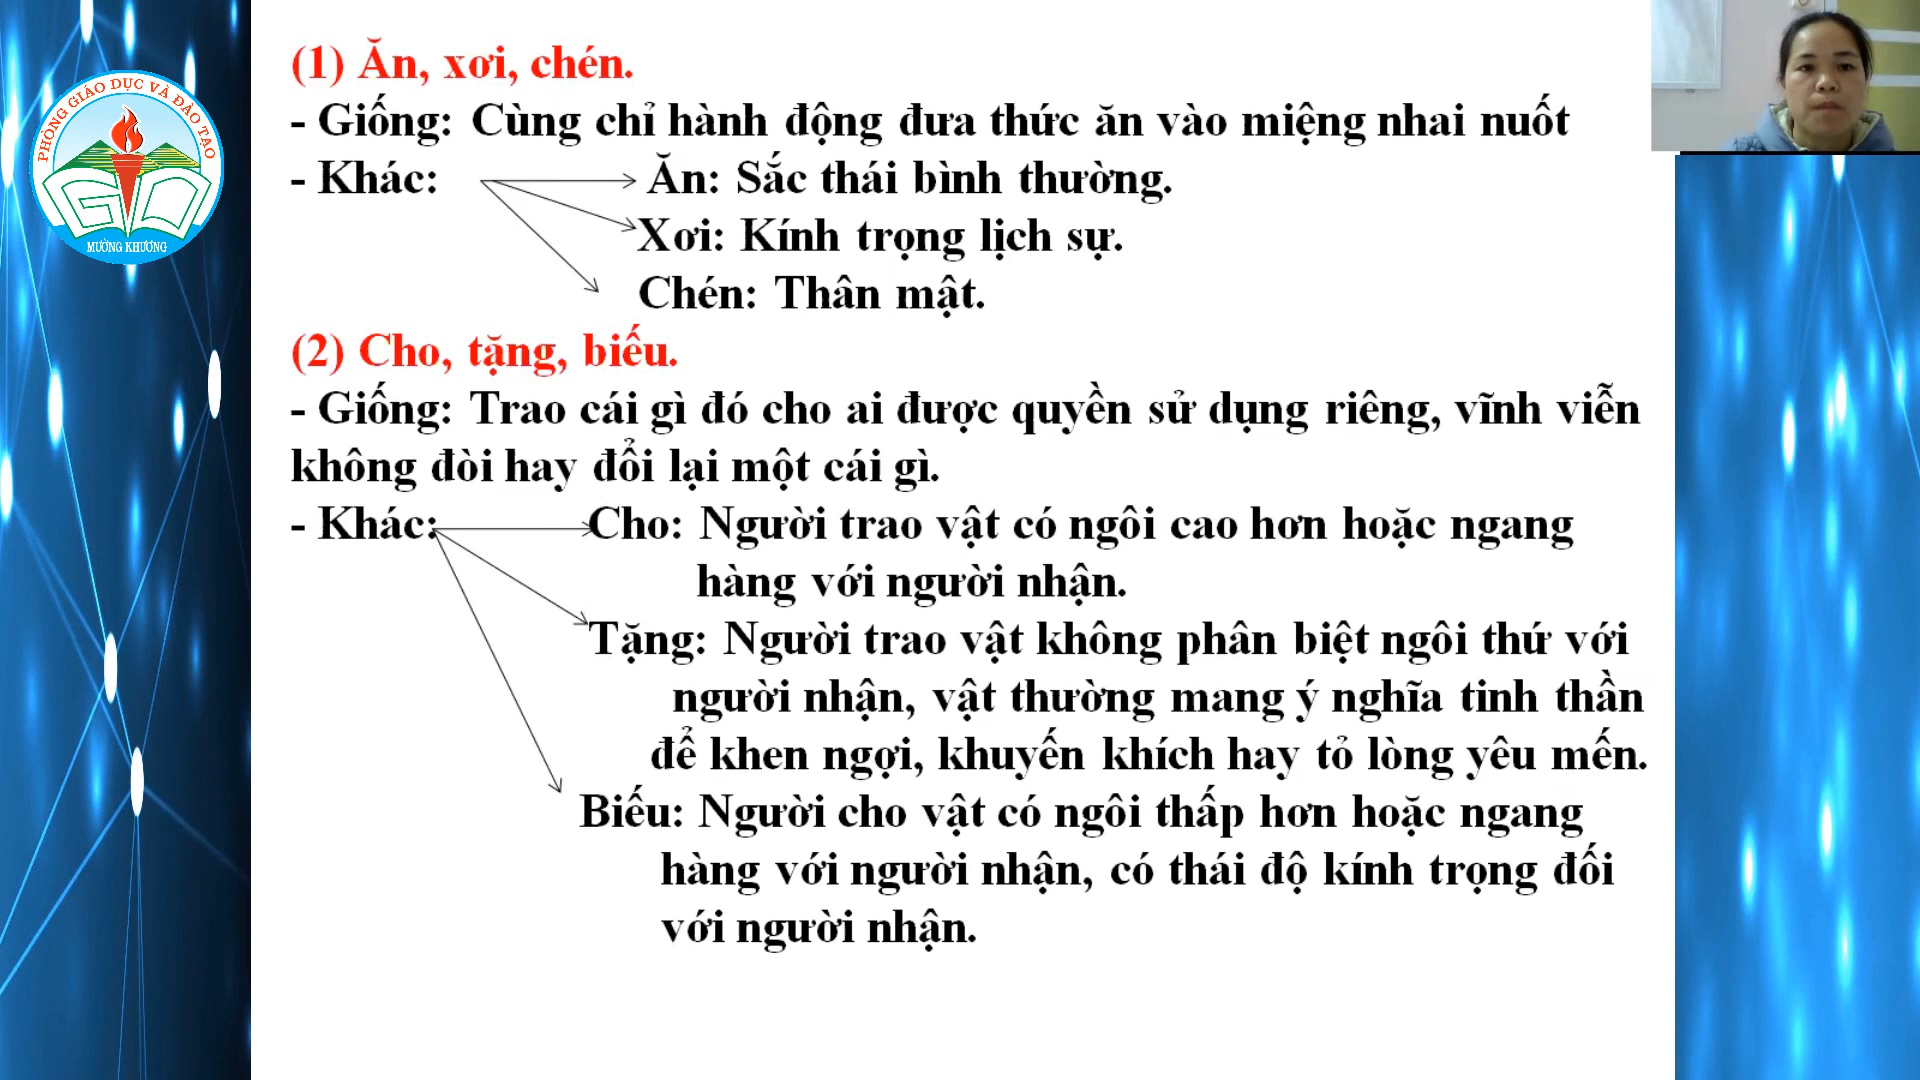 PHÒNG GIÁO DỤC VÀ ĐÀO TẠO
MƯỜNG KHƯƠNG
(1) Ăn, xơi, chén.
- Giống: Cùng chỉ hành động đưa thức ăn vào miệng nhai nuốt
- Khác: Ăn: Sắc thái bình thường.
Xơi: Kính trọng lịch sự.
Chén: Thân mật.
(2) Cho, tặng, biếu.
- Giống: Trao cái gì đó cho ai được quyền sử dụng riêng, vĩnh viễn
không đòi hay đổi lại một cái gì.
- Khác: Cho: Người trao vật có ngôi cao hơn hoặc ngang
hàng với người nhận.
Tặng: Người trao vật không phân biệt ngôi thứ với
người nhận, vật thường mang ý nghĩa tinh thần
để khen ngợi, khuyến khích hay tỏ lòng yêu mến.
Biếu: Người cho vật có ngôi thấp hơn hoặc ngang
hàng với người nhận, có thái độ kính trọng đối
với người nhận.